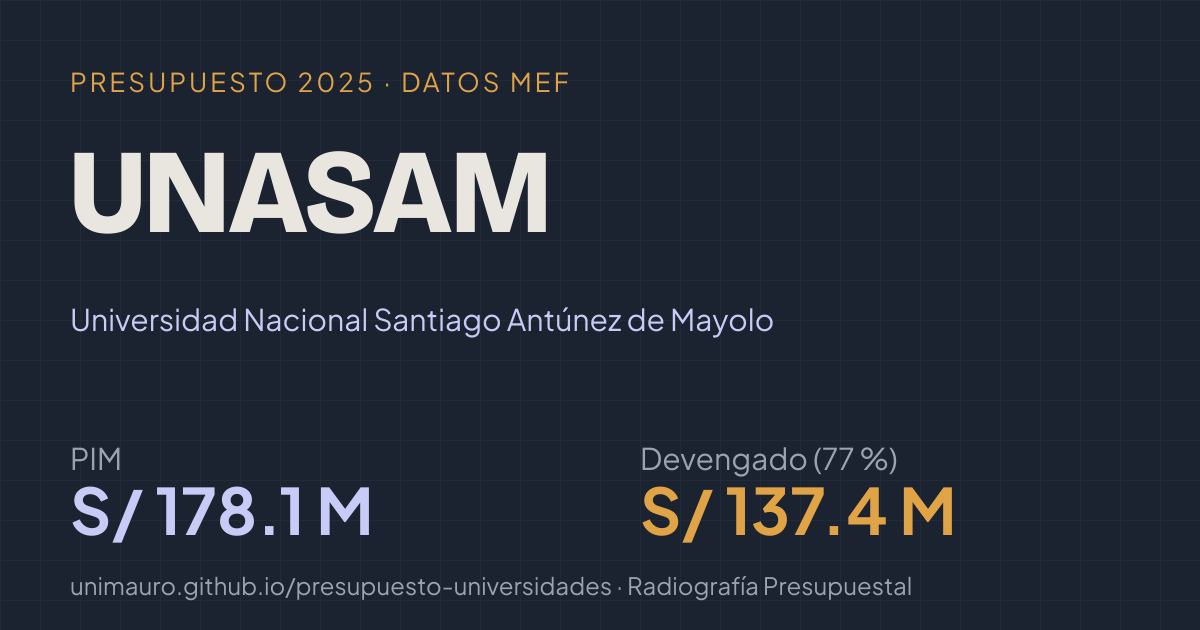 PRESUPUESTO 2025 · DATOS MEF
UNASAM
Universidad Nacional Santiago Antúnez de Mayolo
PIM
S/ 178.1 M
Devengado (77 %)
S/ 137.4 M
unimauro.github.io/presupuesto-universidades · Radiografía Presupuestal